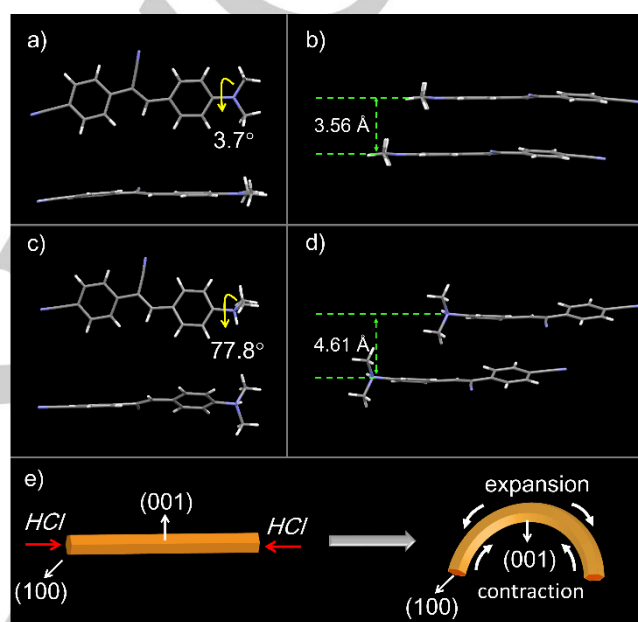 a)
3.7°
b)
3.56 Å
c)
77.8°
d)
4.61 Å
e)
HCl
(001)
HCl
(100)
expansion
(001)
(100)
contraction